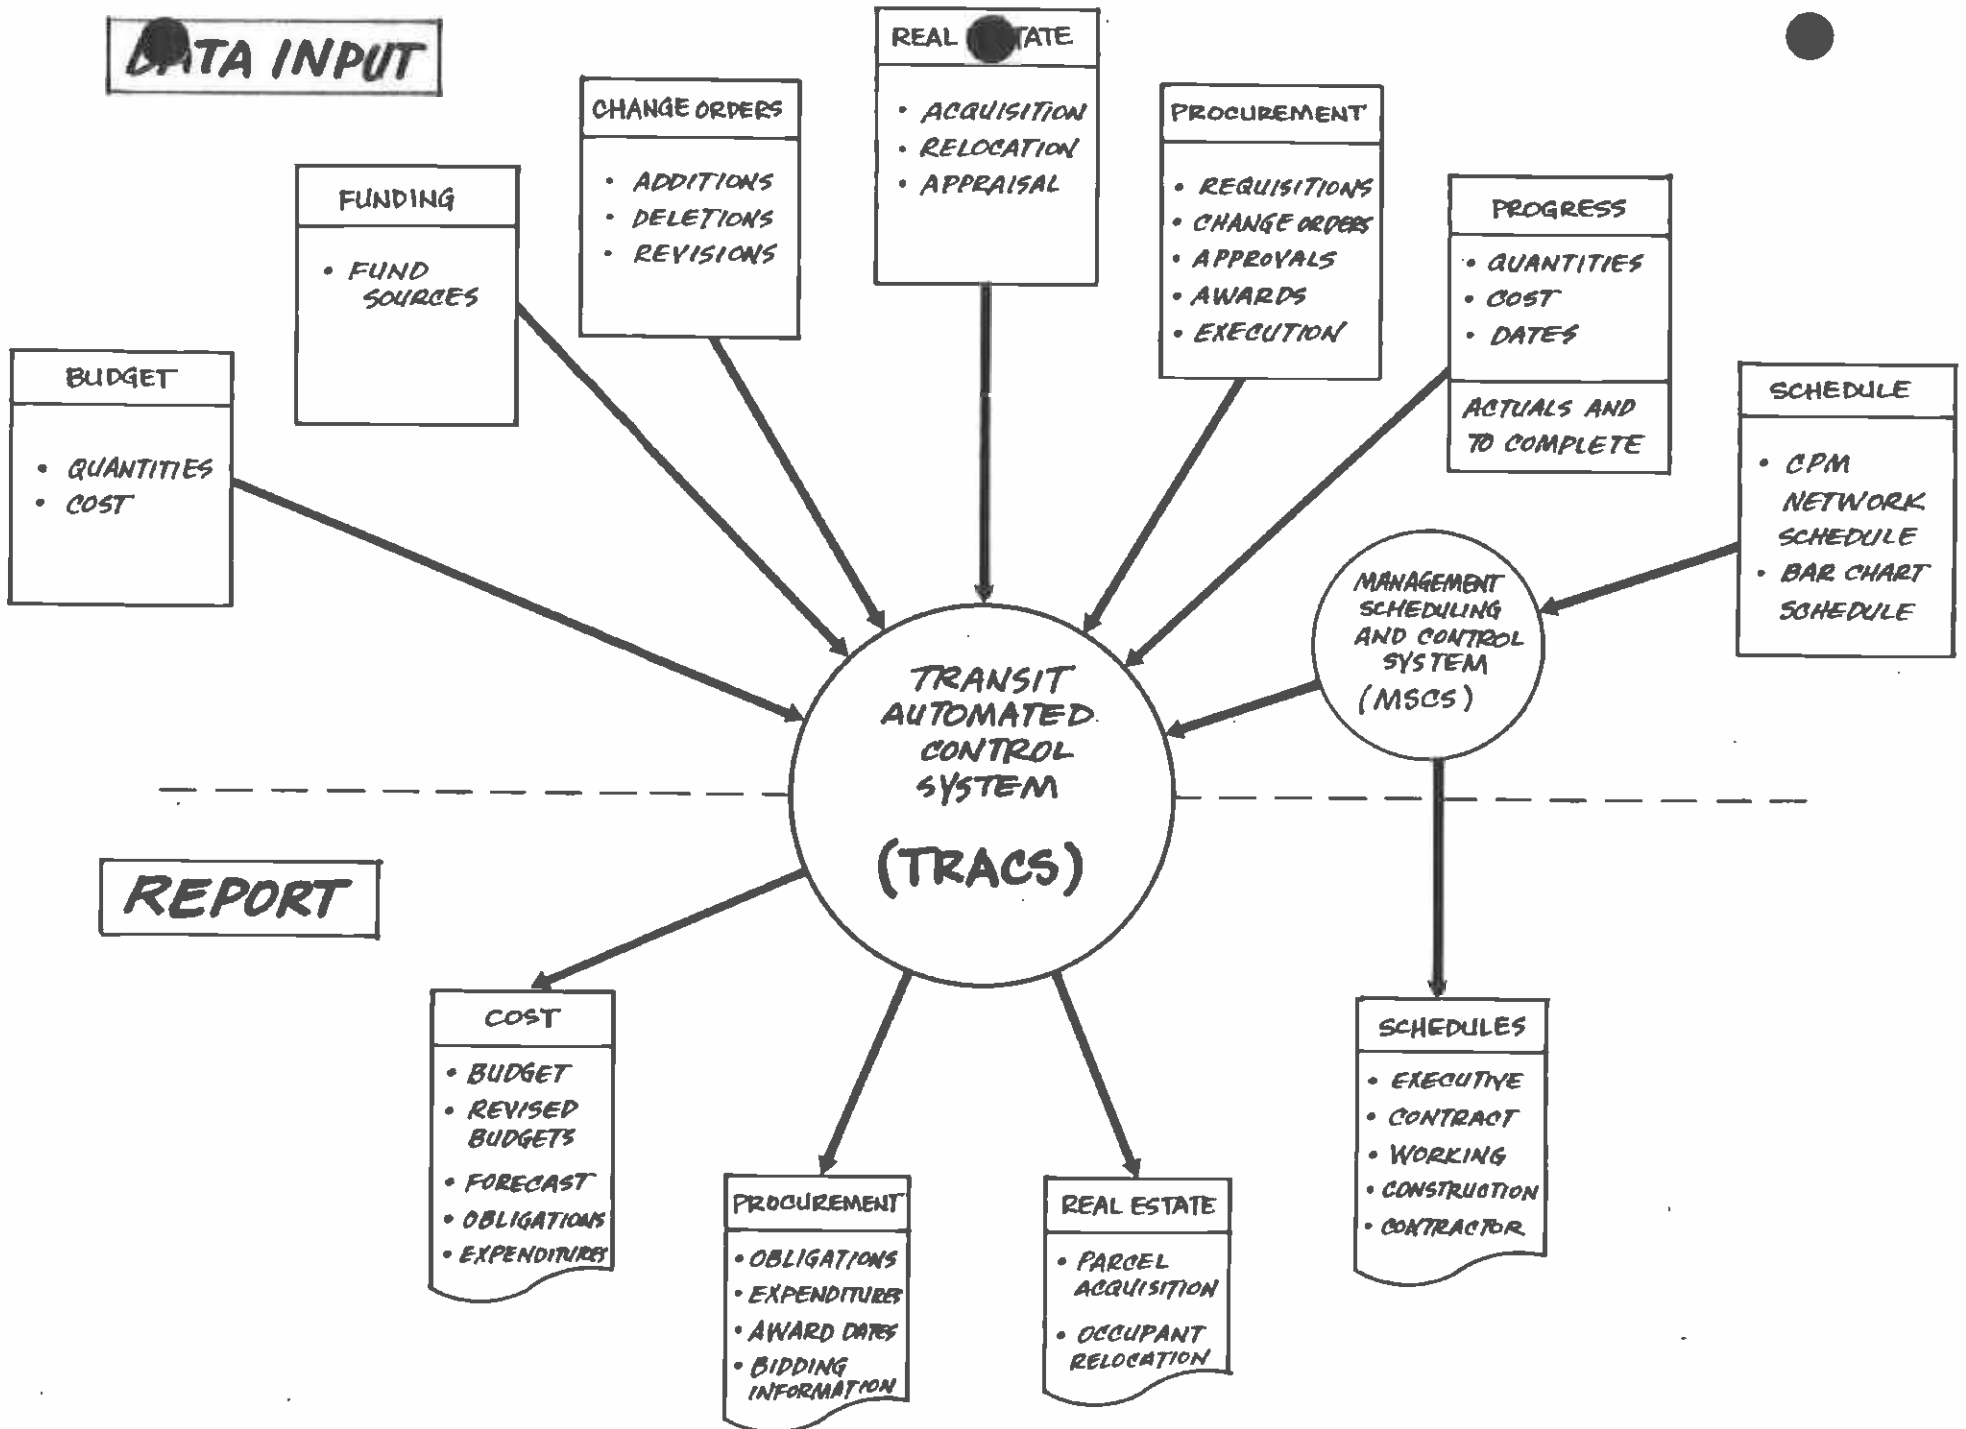 DATA INPUT
BUDGET
• QUANTITIES
• COST
FUNDING
• FUND
SOURCES
CHANGE ORDERS
• ADDITIONS
• DELETIONS
• REVISIONS
REAL ESTATE
• ACQUISITION
• RELOCATION
• APPRAISAL
PROCUREMENT
• REQUISITIONS
• CHANGE ORDERS
• APPROVALS
• AWARDS
• EXECUTION
PROGRESS
• QUANTITIES
• COST
• DATES
ACTUALS AND
TO COMPLETE
SCHEDULE
• CPM
NETWORK
SCHEDULE
• BAR CHART
SCHEDULE
MANAGEMENT
SCHEDULING
AND CONTROL
SYSTEM
(MSCS)
TRANSIT
AUTOMATED
CONTROL
SYSTEM
(TRACS)
REPORT
COST
• BUDGET
• REVISED
BUDGETS
• FORECAST
• OBLIGATIONS
• EXPENDITURES
PROCUREMENT
• OBLIGATIONS
• EXPENDITURES
• AWARD DATES
• BIDDING
INFORMATION
REAL ESTATE
• PARCEL
ACQUISITION
• OCCUPANT
RELOCATION
SCHEDULES
• EXECUTIVE
• CONTRACT
• WORKING
• CONSTRUCTION
• CONTRACTOR